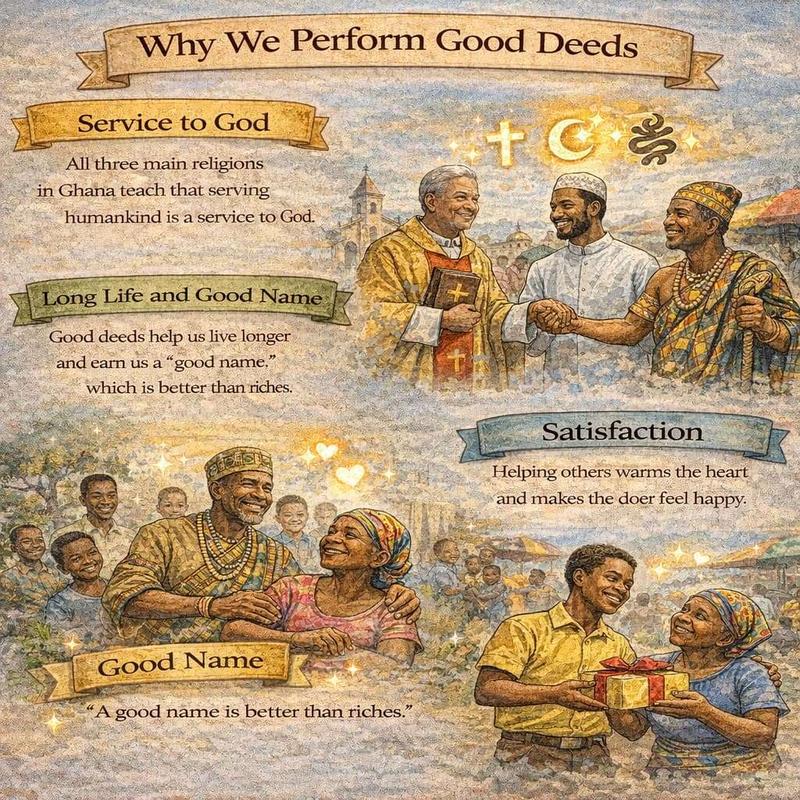 Why We Perform Good Deeds
Service to God
All three main religions
in Ghana teach that serving
humankind is a service to God.
Long Life and Good Name
Good deeds help us live longer
and earn us a “good name.”
which is better than riches.
Satisfaction
Helping others warms the heart
and makes the doer feel happy.
Good Name
“A good name is better than riches.”